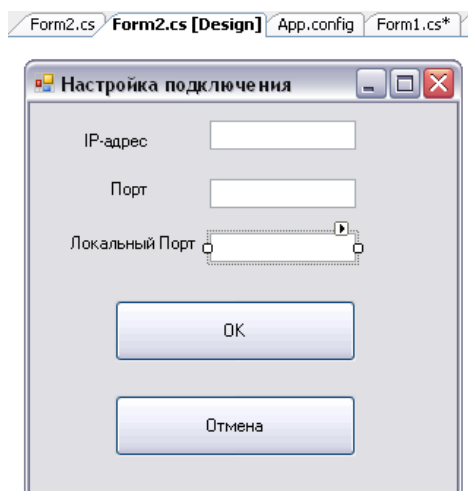 Form2.cs Form2.cs [Design] App.config Form1.cs*
Настройка подключения
IP-адрес
Порт
Локальный Порт
OK
Отмена